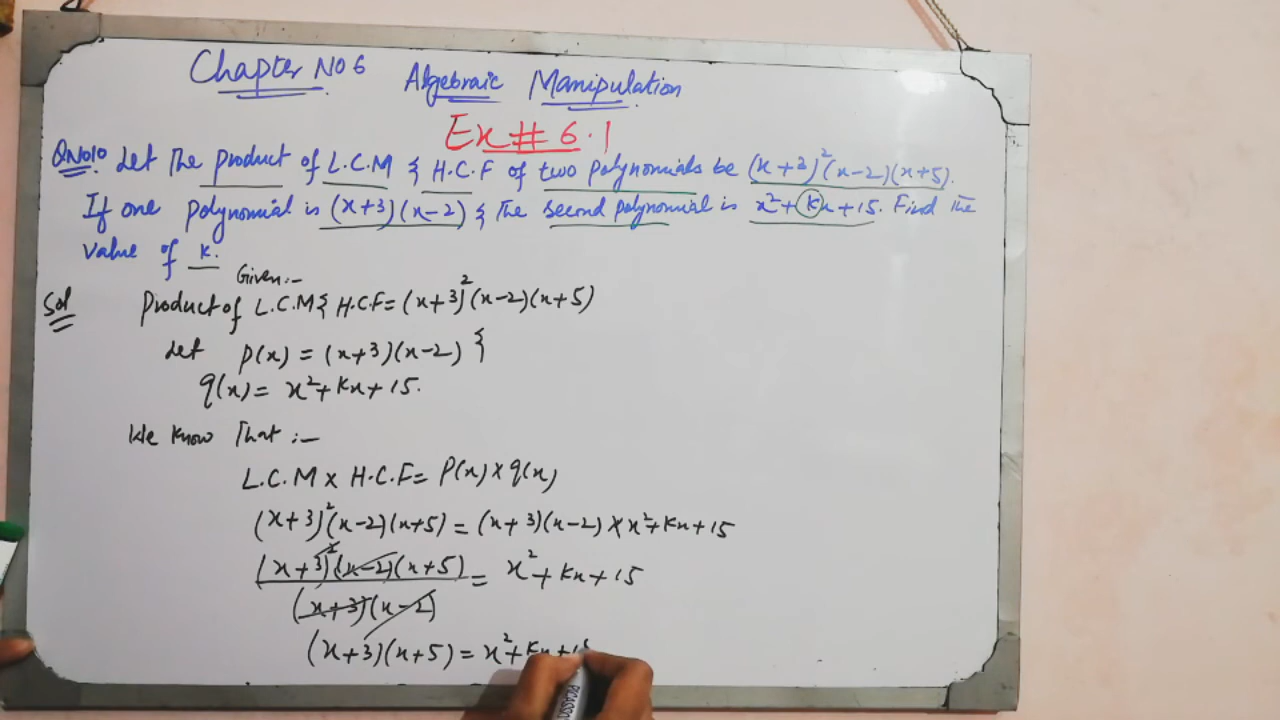 Chapter No 6 Algebraic Manipulation
Ex # 6.1
QNo10 Let The product of L.C.M & H.C.F of two polynomials be (x+3)²(x-2)(x+5).
If one polynomial is (x+3)(x-2) & The second polynomial is x²+kx+15. Find the
value of k.
Given:-
Sol Product of L.C.M & H.C.F = (x+3)²(x-2)(x+5)
Let p(x) = (x+3)(x-2) &
q(x) = x²+kx+15.
We know That :-
L.C.M x H.C.F = P(x) x q(x)
(x+3)²(x-2)(x+5) = (x+3)(x-2) x x²+kx+15
(x+3)²(x-2)(x+5) = x²+kx+15
(x+3)(x-2)
(x+3)(x+5) = x²+kx+15